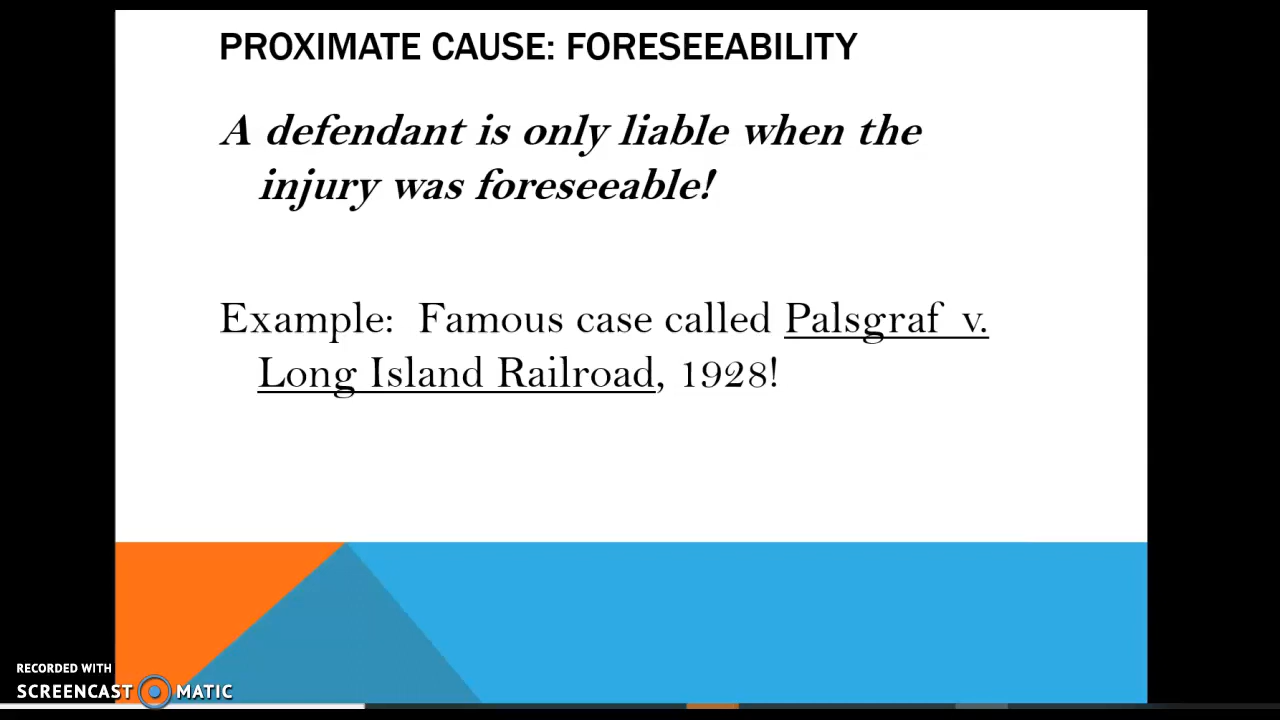 PROXIMATE CAUSE: FORESEEABILITY
A defendant is only liable when the
injury was foreseeable!
Example: Famous case called Palsgraf v.
Long Island Railroad, 1928!
RECORDED WITH
SCREENCAST MATIC